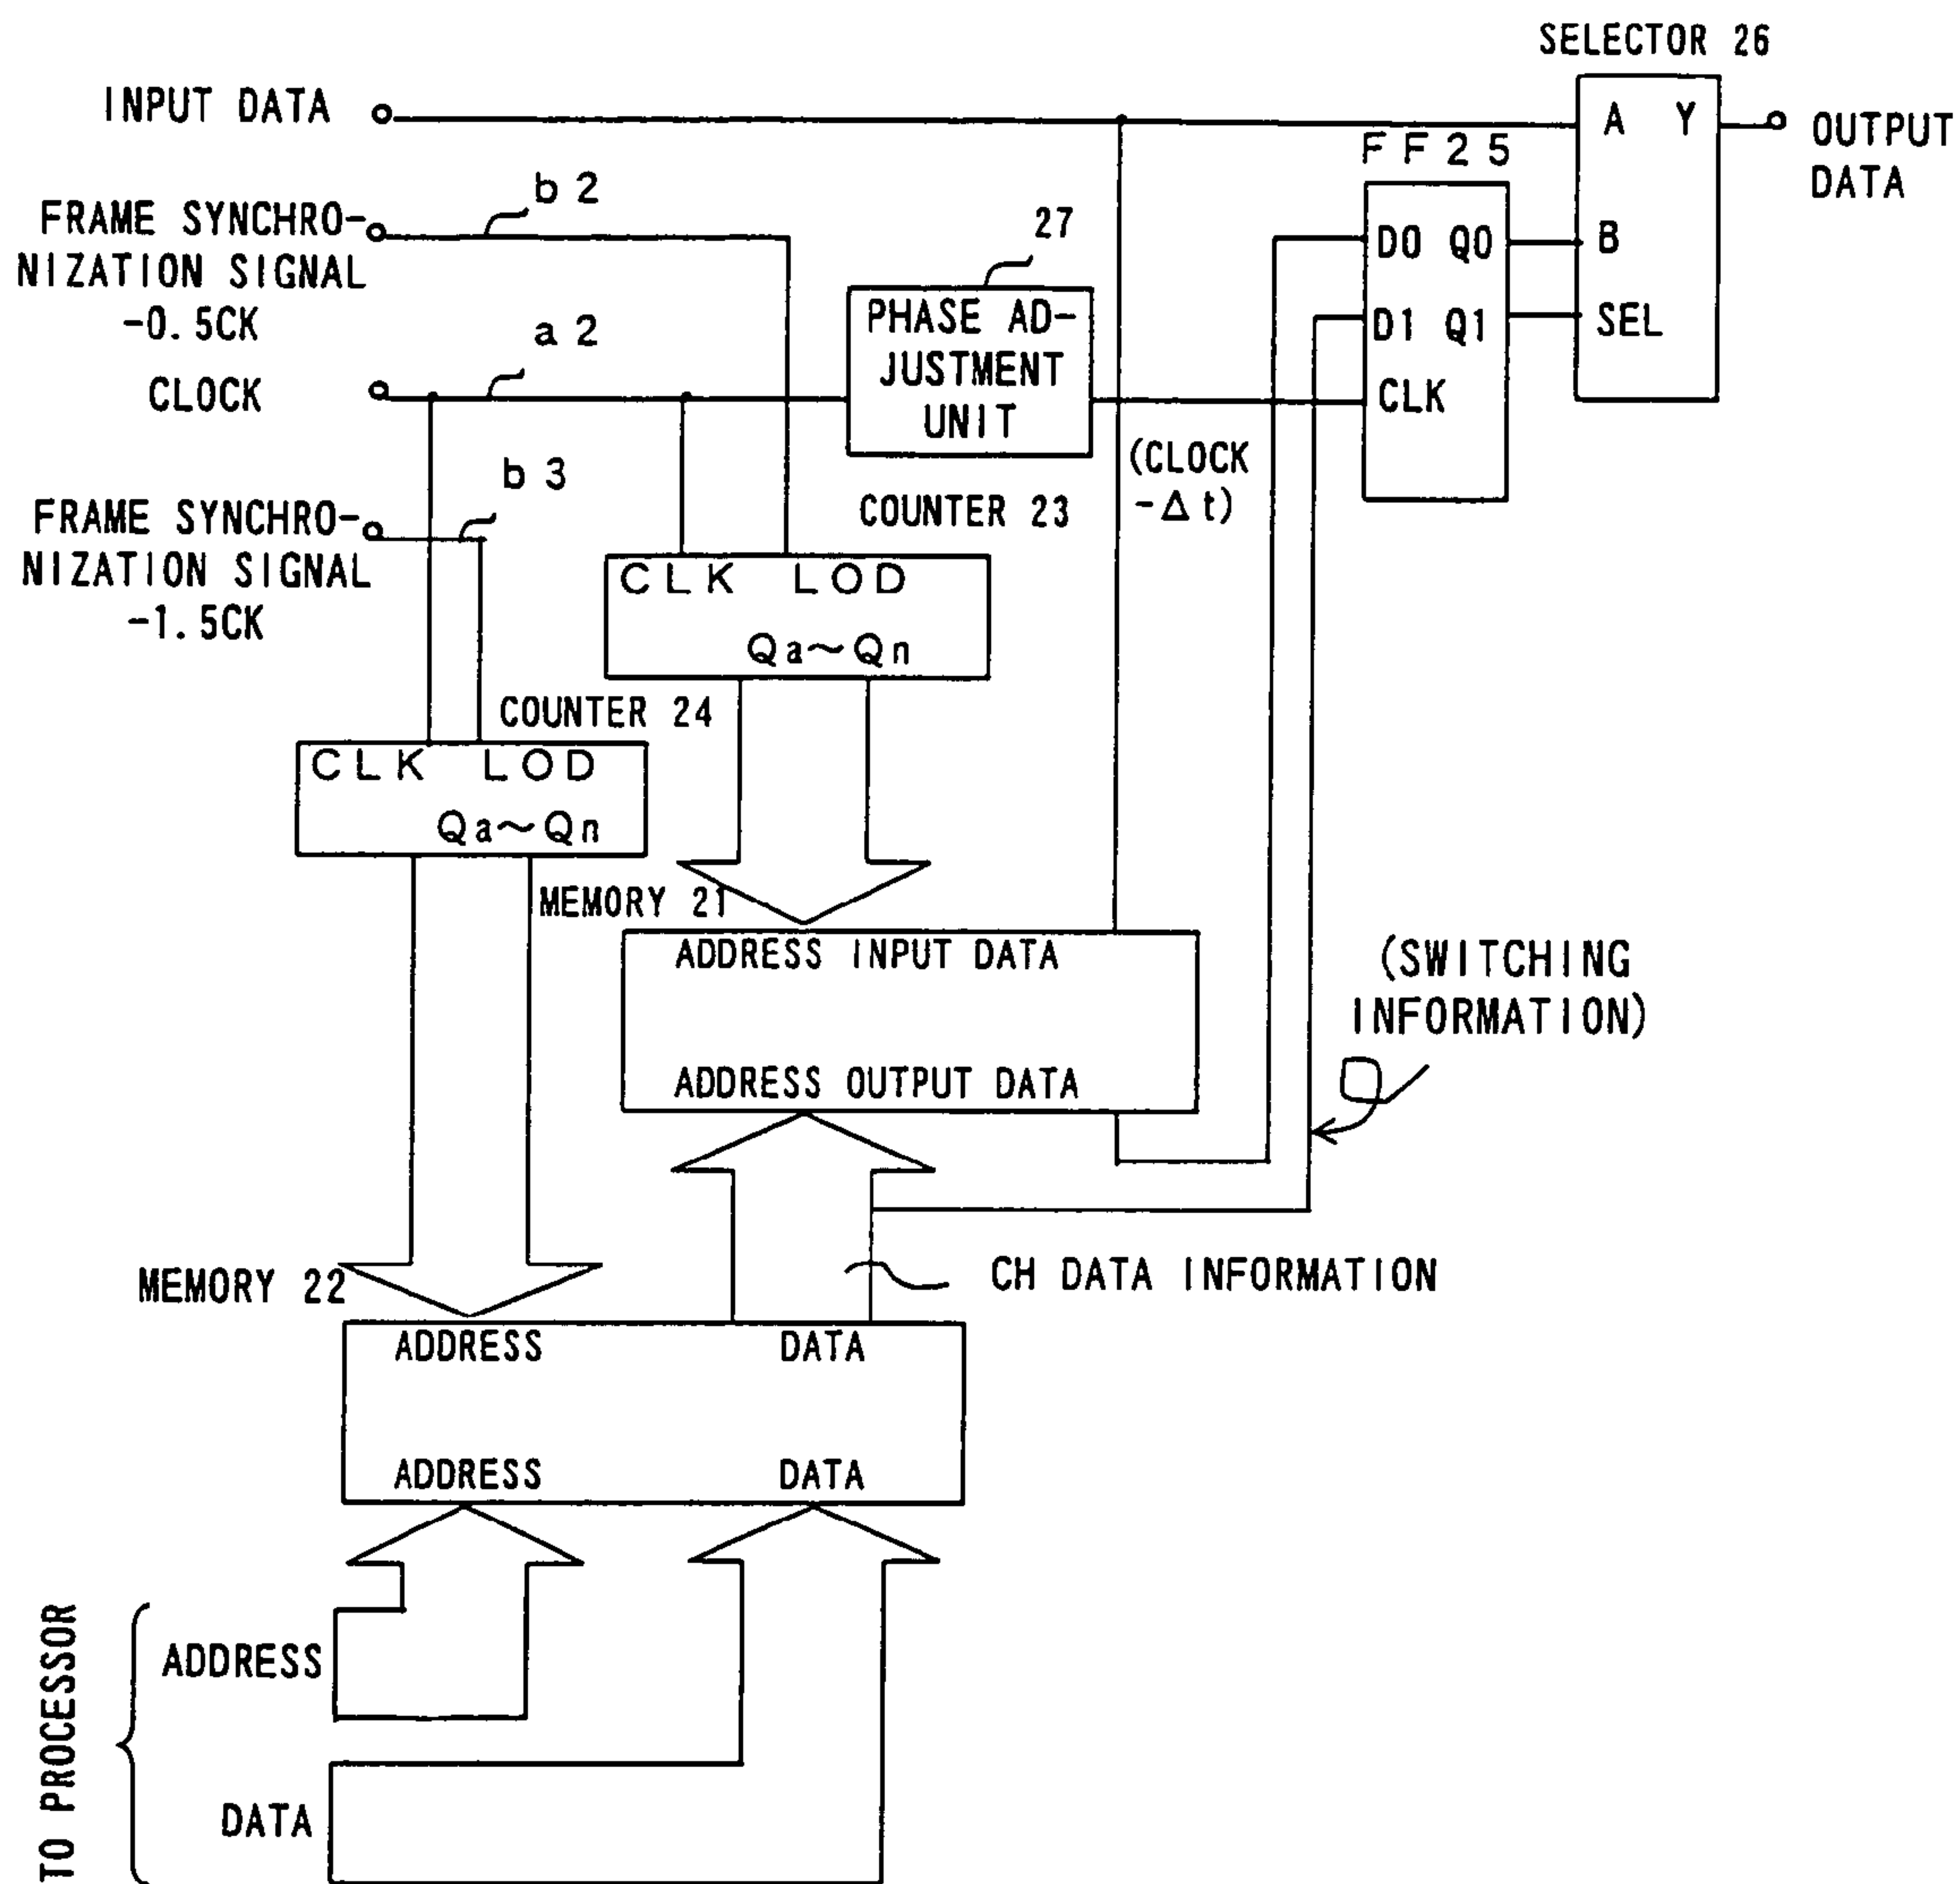 SELECTOR 26
INPUT DATA
A Y
OUTPUT
DATA
FF25
b2
FRAME SYNCHRO-
NIZATION SIGNAL
-0.5CK
27
D0 Q0
B
PHASE AD-
JUSTMENT
UNIT
D1 Q1
SEL
a2
CLOCK
CLK
(CLOCK
-Δt)
b3
FRAME SYNCHRO-
NIZATION SIGNAL
-1.5CK
COUNTER 23
CLK LOD
Qa~Qn
COUNTER 24
CLK LOD
Qa~Qn
MEMORY 21
ADDRESS INPUT DATA
(SWITCHING
INFORMATION)
ADDRESS OUTPUT DATA
CH DATA INFORMATION
MEMORY 22
ADDRESS DATA
ADDRESS DATA
TO PROCESSOR
ADDRESS
DATA